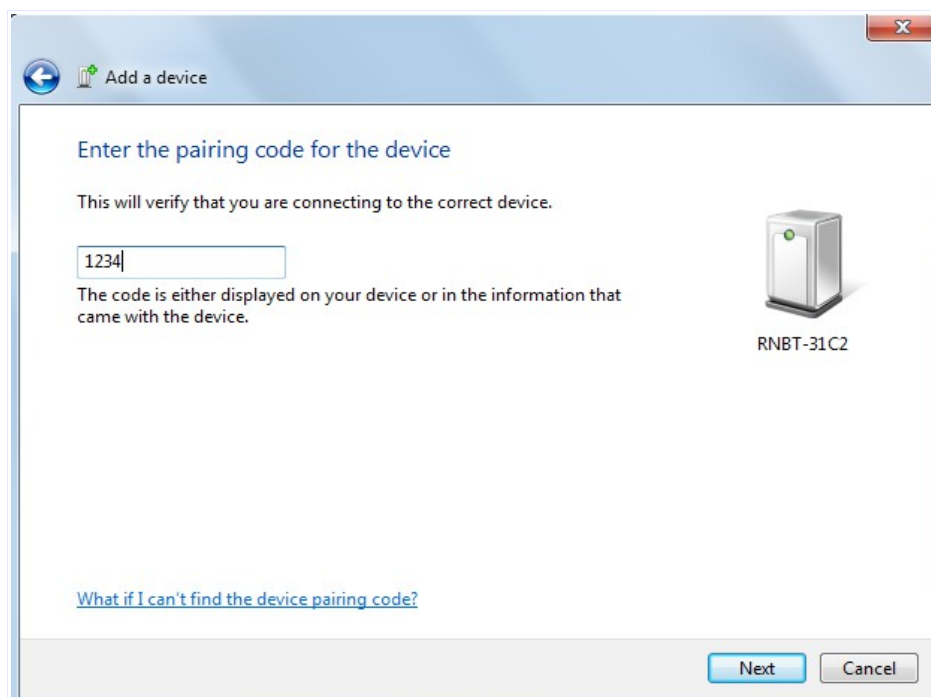 Add a device
Enter the pairing code for the device
This will verify that you are connecting to the correct device.
1234
The code is either displayed on your device or in the information that
came with the device.
RNBT-31C2
What if I can't find the device pairing code?
Next
Cancel